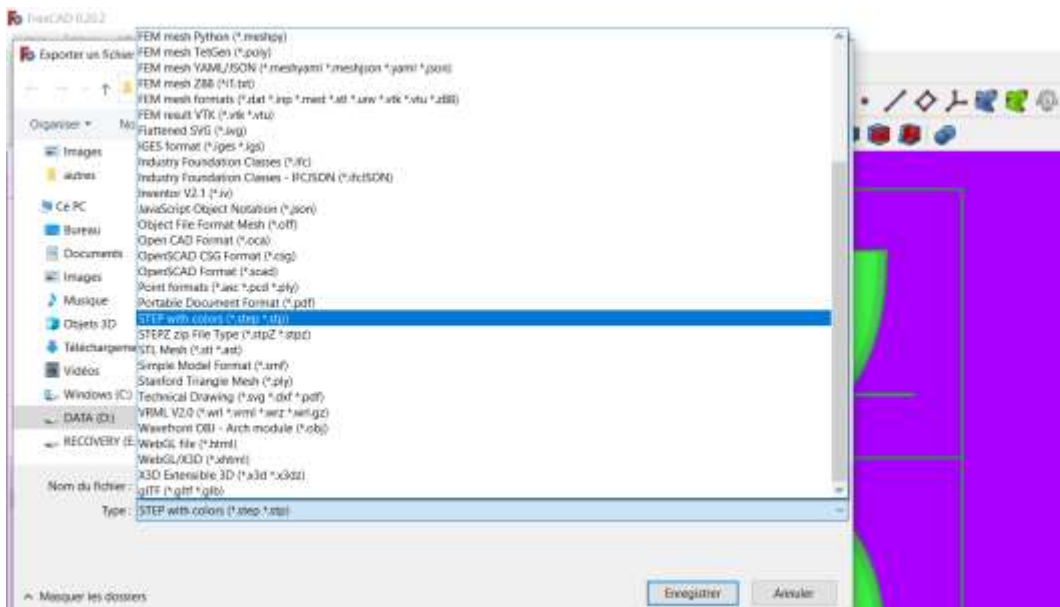 FreeCAD 0.20.2
Exporter un fichier
Organiser
No
Images
autres
Ce PC
Bureau
Documents
Images
Musique
Objets 3D
Téléchargeme
Vidéos
Windows (C:)
DATA (D:)
RECOVERY (E:
FEM mesh Python (*.meshpy)
FEM mesh TetGen (*.poly)
FEM mesh YAML/JSON (*.meshyaml *.meshjson *.yaml *.json)
FEM mesh Z88 (*i1.txt)
FEM mesh formats (*.dat *.inp *.med *.stl *.unv *.vtk *.vtu *.z88)
FEM result VTK (*.vtk *.vtu)
Flattened SVG (*.svg)
IGES format (*.iges *.igs)
Industry Foundation Classes (*.ifc)
Industry Foundation Classes - IFCJSON (*.ifcJSON)
Inventor V2.1 (*.iv)
JavaScript Object Notation (*.json)
Object File Format Mesh (*.off)
Open CAD Format (*.oca)
OpenSCAD CSG Format (*.csg)
OpenSCAD Format (*.scad)
Point formats (*.asc *.pcd *.ply)
Portable Document Format (*.pdf)
STEP with colors (*.step *.stp)
STEPZ zip File Type (*.stpZ *.stpz)
STL Mesh (*.stl *.ast)
Simple Model Format (*.smf)
Stanford Triangle Mesh (*.ply)
Technical Drawing (*.svg *.dxf *.pdf)
VRML V2.0 (*.wrl *.vrml *.wrz *.wrl.gz)
Wavefront OBJ - Arch module (*.obj)
WebGL file (*.html)
WebGL/X3D (*.xhtml)
X3D Extensible 3D (*.x3d *.x3dz)
glTF (*.gltf *.glb)
Nom du fichier :
Type : STEP with colors (*.step *.stp)
Masquer les dossiers
Enregistrer
Annuler